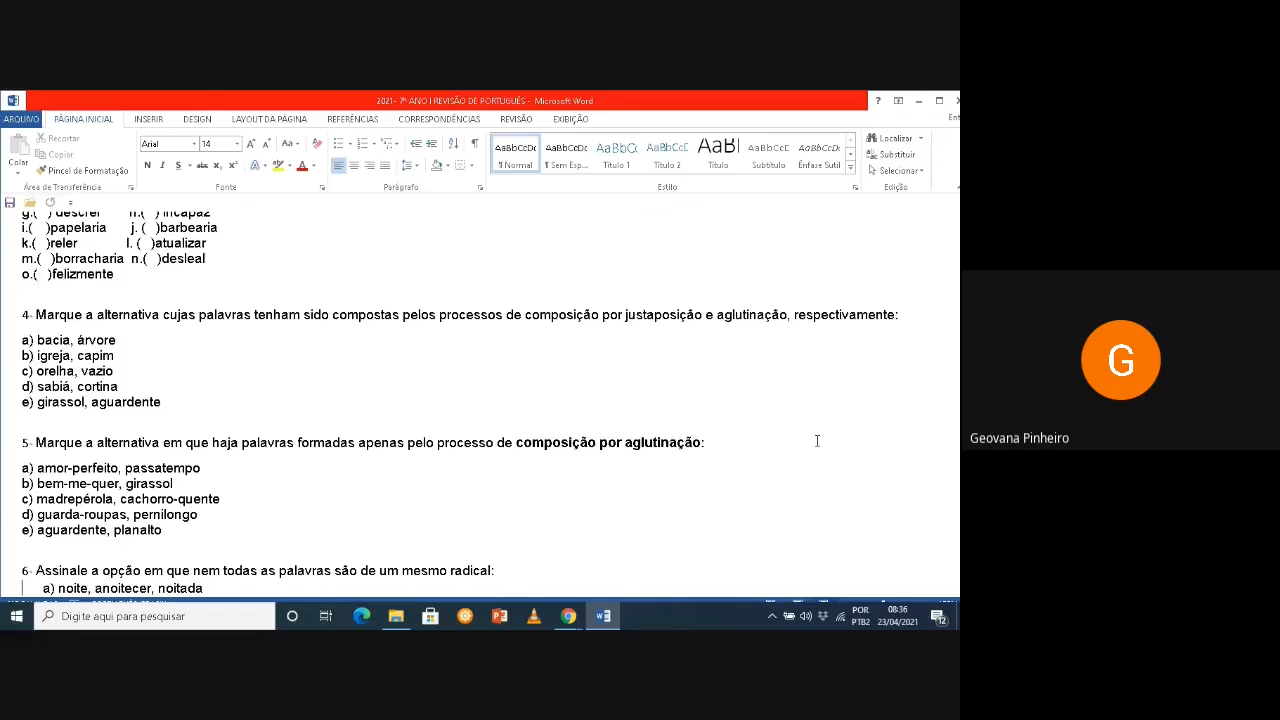 2021- 7º ANO I REVISÃO DE PORTUGUÊS - Microsoft Word
ARQUIVO PÁGINA INICIAL INSERIR DESIGN LAYOUT DA PÁGINA REFERÊNCIAS CORRESPONDÊNCIAS REVISÃO EXIBIÇÃO Ent
Colar
Recortar
Copiar
Pincel de Formatação
Área de Transferência
Arial 14
N I S abc x₂ x²
Fonte
Parágrafo
AaBbCcDc AaBbCcDc AaBbCc AaBbCcC AaBl AaBbCcC AaBbCcDc
¶ Normal ¶ Sem Esp... Título 1 Título 2 Título Subtítulo Ênfase Sutil
Estilo
Localizar
Substituir
Selecionar
Edição
g.( ) descrer h.( ) incapaz
i.( )papelaria j. ( )barbearia
k.( )reler l. ( )atualizar
m.( )borracharia n.( )desleal
o.( )felizmente
4- Marque a alternativa cujas palavras tenham sido compostas pelos processos de composição por justaposição e aglutinação, respectivamente:
a) bacia, árvore
b) igreja, capim
c) orelha, vazio
d) sabiá, cortina
e) girassol, aguardente
5- Marque a alternativa em que haja palavras formadas apenas pelo processo de composição por aglutinação:
a) amor-perfeito, passatempo
b) bem-me-quer, girassol
c) madrepérola, cachorro-quente
d) guarda-roupas, pernilongo
e) aguardente, planalto
6- Assinale a opção em que nem todas as palavras são de um mesmo radical:
a) noite, anoitecer, noitada
Digite aqui para pesquisar
POR
PTB2
08:36
23/04/2021
12
G
Geovana Pinheiro